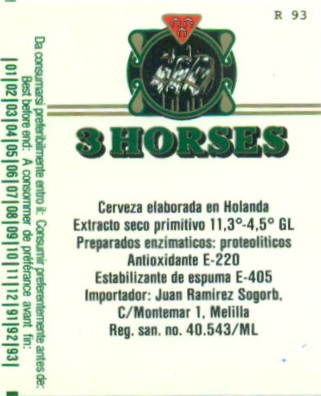 R 93
3 HORSES
Cerveza elaborada en Holanda
Extracto seco primitivo 11,3°-4,5° GL
Preparados enzimaticos: proteoliticos
Antioxidante E-220
Estabilizante de espuma E-405
Importador: Juan Ramirez Sogorb,
C/Montemar 1, Melilla
Reg. san. no. 40.543/ML
Da consumarsi preferibilmente entro il: Consumir preferentemente antes de:
Best before end: A consommer de préférance avant fin:
|01|02|03|04|05|06|07|08|09|10|11|12|91|92|93|